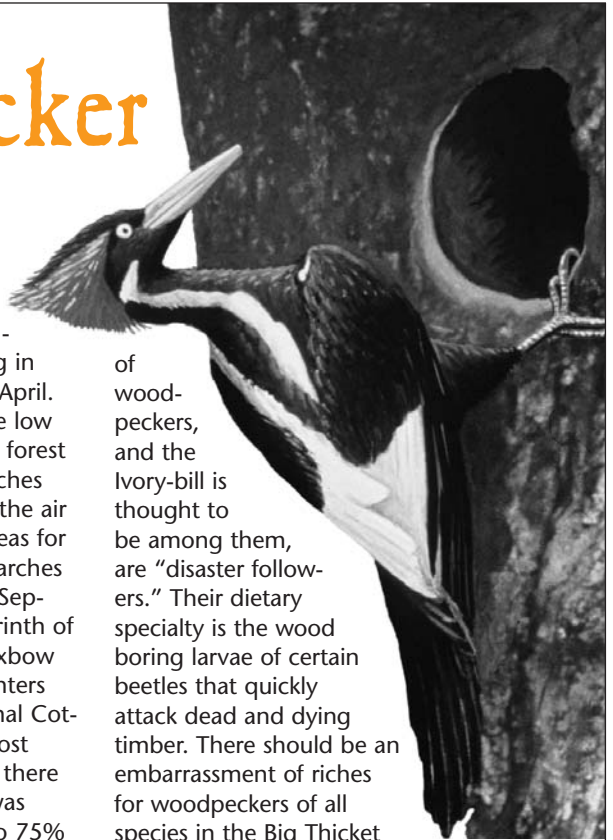 cker
-
g in
April.
e low
forest
ches
the air
eas for
arches
Sep-
rinth of
xbow
nters
nal Cot-
ost
there
was
o 75%
of
wood-
peckers,
and the
Ivory-bill is
thought to
be among them,
are “disaster follow-
ers.” Their dietary
specialty is the wood
boring larvae of certain
beetles that quickly
attack dead and dying
timber. There should be an
embarrassment of riches
for woodpeckers of all
species in the Big Thicket